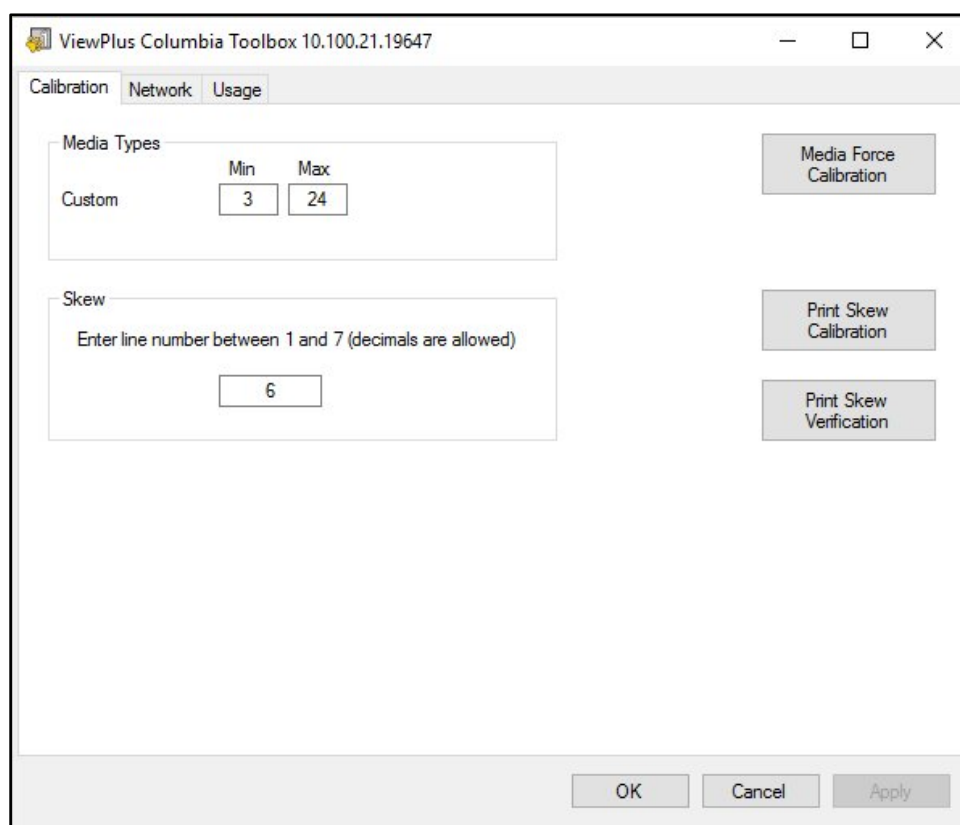 ViewPlus Columbia Toolbox 10.100.21.19647
Calibration Network Usage
Media Types
Min Max
Custom 3 24
Media Force
Calibration
Skew
Enter line number between 1 and 7 (decimals are allowed)
6
Print Skew
Calibration
Print Skew
Verification
OK Cancel Apply